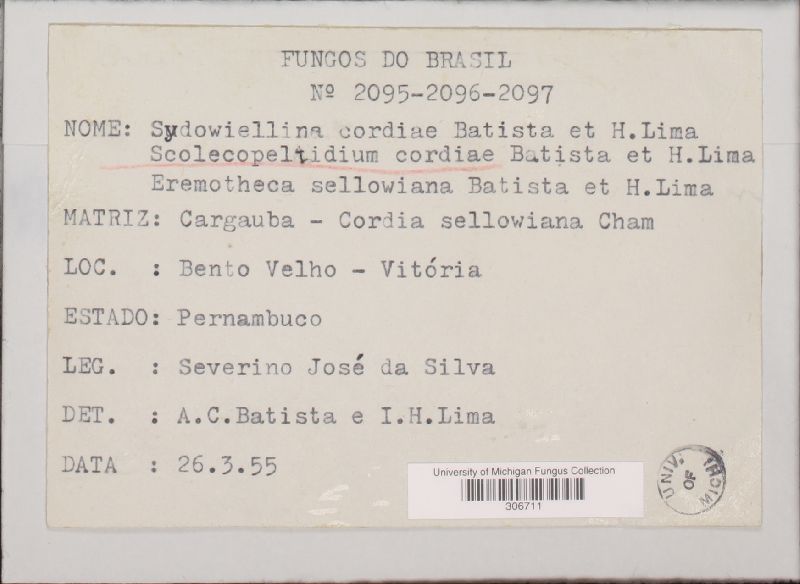 FUNGOS DO BRASIL
Nº 2095-2096-2097
NOME: Sydowiellina cordiae Batista et H.Lima
Scolecopeltidium cordiae Batista et H.Lima
Eremotheca sellowiana Batista et H.Lima
MATRIZ: Cargauba - Cordia sellowiana Cham
LOC. : Bento Velho - Vitória
ESTADO: Pernambuco
LEG. : Severino José da Silva
DET. : A.C.Batista e I.H.Lima
DATA : 26.3.55
University of Michigan Fungus Collection
306711
UNIV. OF MICHI